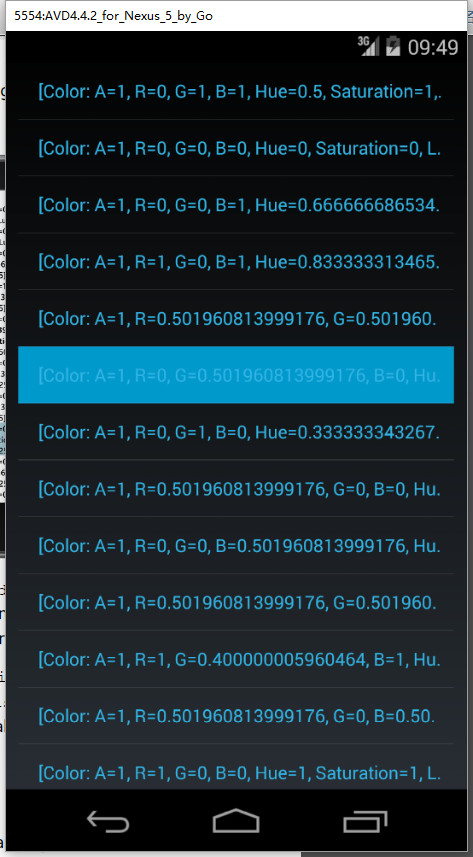 5554:AVD4.4.2_for_Nexus_5_by_Go
3G 09:49
[Color: A=1, R=0, G=1, B=1, Hue=0.5, Saturation=1,.
[Color: A=1, R=0, G=0, B=0, Hue=0, Saturation=0, L.
[Color: A=1, R=0, G=0, B=1, Hue=0.666666686534.
[Color: A=1, R=1, G=0, B=1, Hue=0.833333313465.
[Color: A=1, R=0.501960813999176, G=0.501960.
[Color: A=1, R=0, G=0.501960813999176, B=0, Hu.
[Color: A=1, R=0, G=1, B=0, Hue=0.333333343267.
[Color: A=1, R=0.501960813999176, G=0, B=0, Hu.
[Color: A=1, R=0, G=0, B=0.501960813999176, Hu.
[Color: A=1, R=0.501960813999176, G=0.501960.
[Color: A=1, R=1, G=0.400000005960464, B=1, Hu.
[Color: A=1, R=0.501960813999176, G=0, B=0.50.
[Color: A=1, R=1, G=0, B=0, Hue=1, Saturation=1, L.